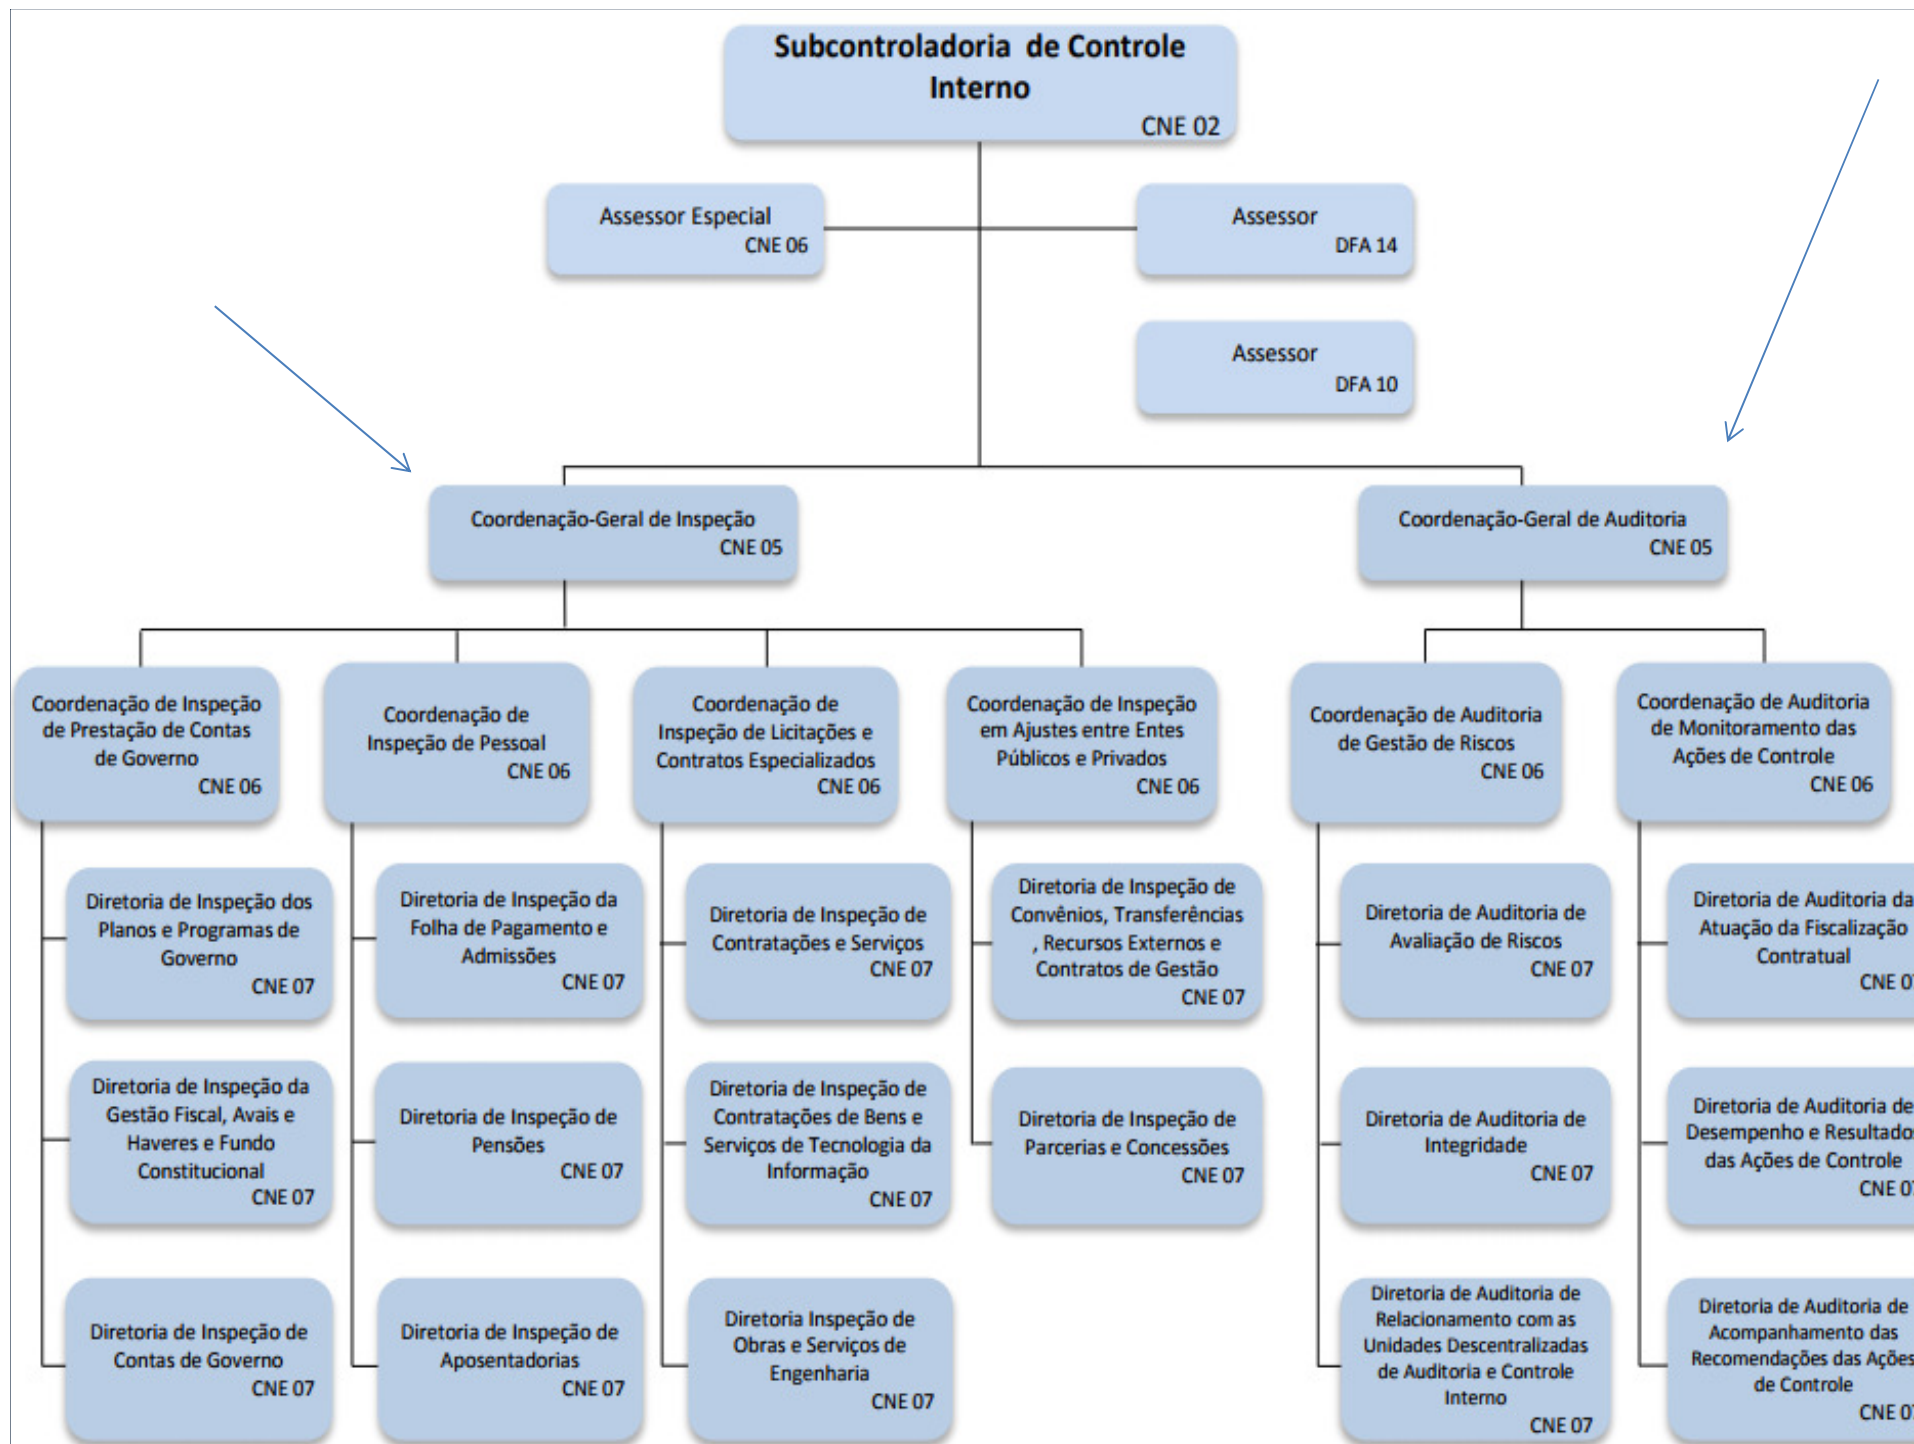 Subcontroladoria de Controle
Interno
CNE 02
Assessor Especial
CNE 06
Assessor
DFA 14
Assessor
DFA 10
Coordenação-Geral de Inspeção
CNE 05
Coordenação-Geral de Auditoria
CNE 05
Coordenação de Inspeção
de Prestação de Contas
de Governo
CNE 06
Coordenação de
Inspeção de Pessoal
CNE 06
Coordenação de
Inspeção de Licitações e
Contratos Especializados
CNE 06
Coordenação de Inspeção
em Ajustes entre Entes
Públicos e Privados
CNE 06
Coordenação de Auditoria
de Gestão de Riscos
CNE 06
Coordenação de Auditoria
de Monitoramento das
Ações de Controle
CNE 06
Diretoria de Inspeção dos
Planos e Programas de
Governo
CNE 07
Diretoria de Inspeção da
Folha de Pagamento e
Admissões
CNE 07
Diretoria de Inspeção de
Contratações e Serviços
CNE 07
Diretoria de Inspeção de
Convênios, Transferências
, Recursos Externos e
Contratos de Gestão
CNE 07
Diretoria de Auditoria de
Avaliação de Riscos
CNE 07
Diretoria de Auditoria da
Atuação da Fiscalização
Contratual
CNE 07
Diretoria de Inspeção da
Gestão Fiscal, Avais e
Haveres e Fundo
Constitucional
CNE 07
Diretoria de Inspeção de
Pensões
CNE 07
Diretoria de Inspeção de
Contratações de Bens e
Serviços de Tecnologia da
Informação
CNE 07
Diretoria de Inspeção de
Parcerias e Concessões
CNE 07
Diretoria de Auditoria de
Integridade
CNE 07
Diretoria de Auditoria de
Desempenho e Resultados
das Ações de Controle
CNE 07
Diretoria de Inspeção de
Contas de Governo
CNE 07
Diretoria de Inspeção de
Aposentadorias
CNE 07
Diretoria Inspeção de
Obras e Serviços de
Engenharia
CNE 07
Diretoria de Auditoria de
Relacionamento com as
Unidades Descentralizadas
de Auditoria e Controle
Interno
CNE 07
Diretoria de Auditoria de
Acompanhamento das
Recomendações das Ações
de Controle
CNE 07